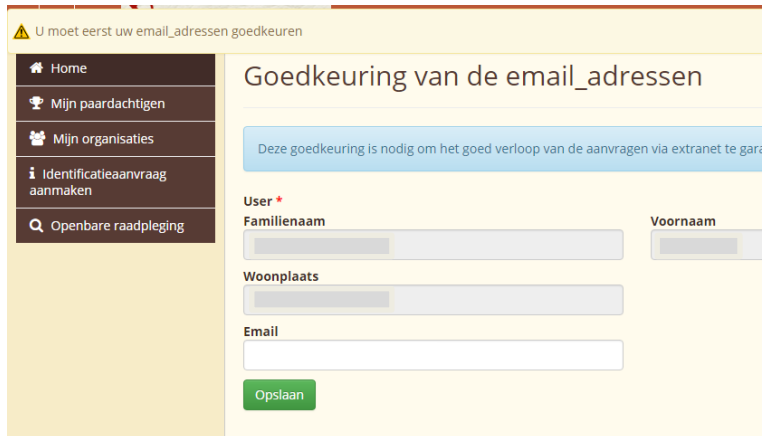 U moet eerst uw email_adressen goedkeuren
Home
Mijn paardachtigen
Mijn organisaties
Identificatieaanvraag
aanmaken
Openbare raadpleging
Goedkeuring van de email_adressen
Deze goedkeuring is nodig om het goed verloop van de aanvragen via extranet te gara
User *
Familienaam
Voornaam
Woonplaats
Email
Opslaan